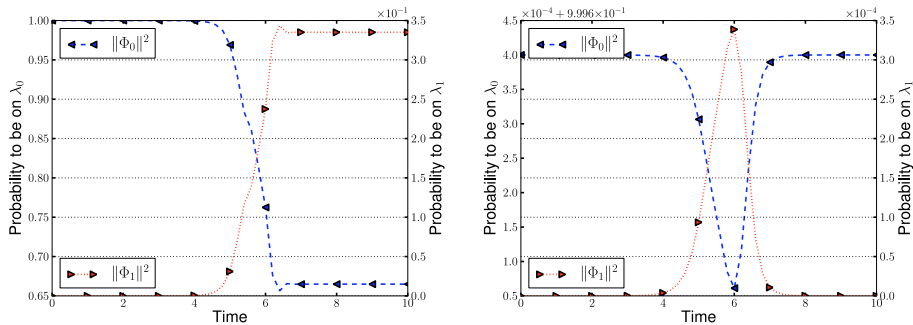 ×10⁻¹
1.00 0.95 0.90 0.85 0.80 0.75 0.70 0.65
Probability to be on λ₀
‖Φ₀‖²
‖Φ₁‖²
0 2 4 6 8 10
Time
3.5 3.0 2.5 2.0 1.5 1.0 0.5 0.0
Probability to be on λ₁
×10⁻⁴ + 9.996×10⁻¹
×10⁻⁴
4.5 4.0 3.5 3.0 2.5 2.0 1.5 1.0 0.5
Probability to be on λ₀
‖Φ₀‖²
‖Φ₁‖²
0 2 4 6 8 10
Time
3.5 3.0 2.5 2.0 1.5 1.0 0.5 0.0
Probability to be on λ₁